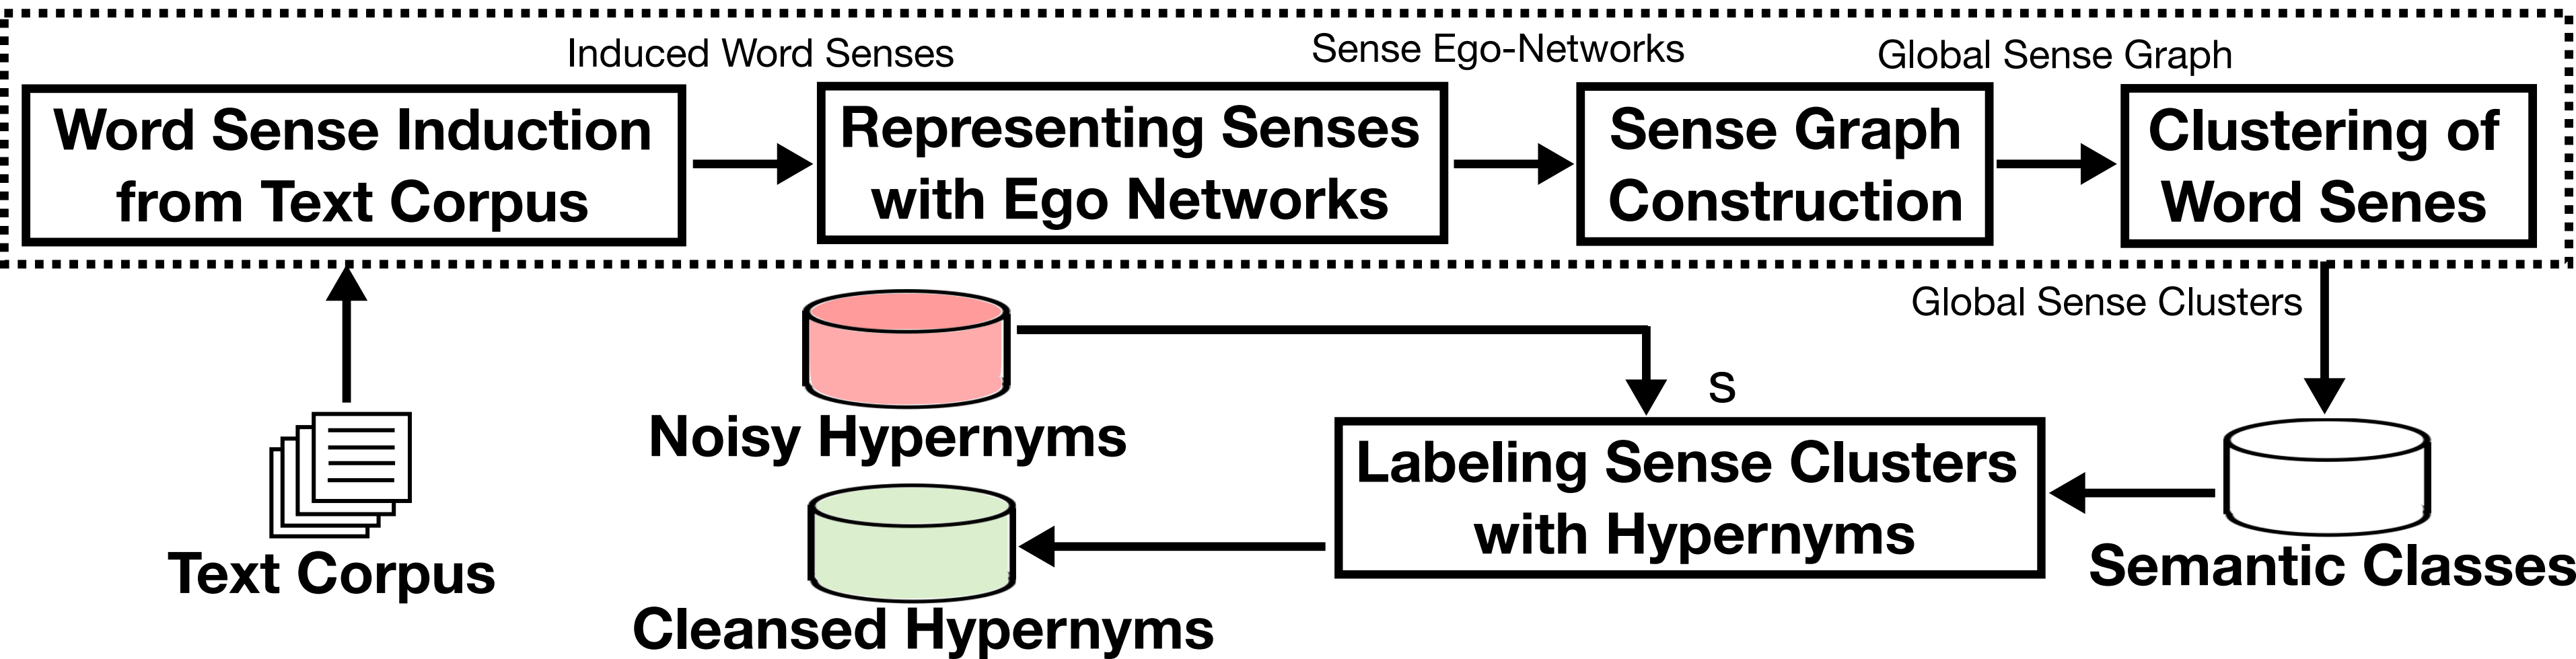 Induced Word Senses
Sense Ego-Networks
Global Sense Graph
Word Sense Induction
from Text Corpus
Representing Senses
with Ego Networks
Sense Graph
Construction
Clustering of
Word Senes
Global Sense Clusters
s
Noisy Hypernyms
Labeling Sense Clusters
with Hypernyms
Text Corpus
Semantic Classes
Cleansed Hypernyms